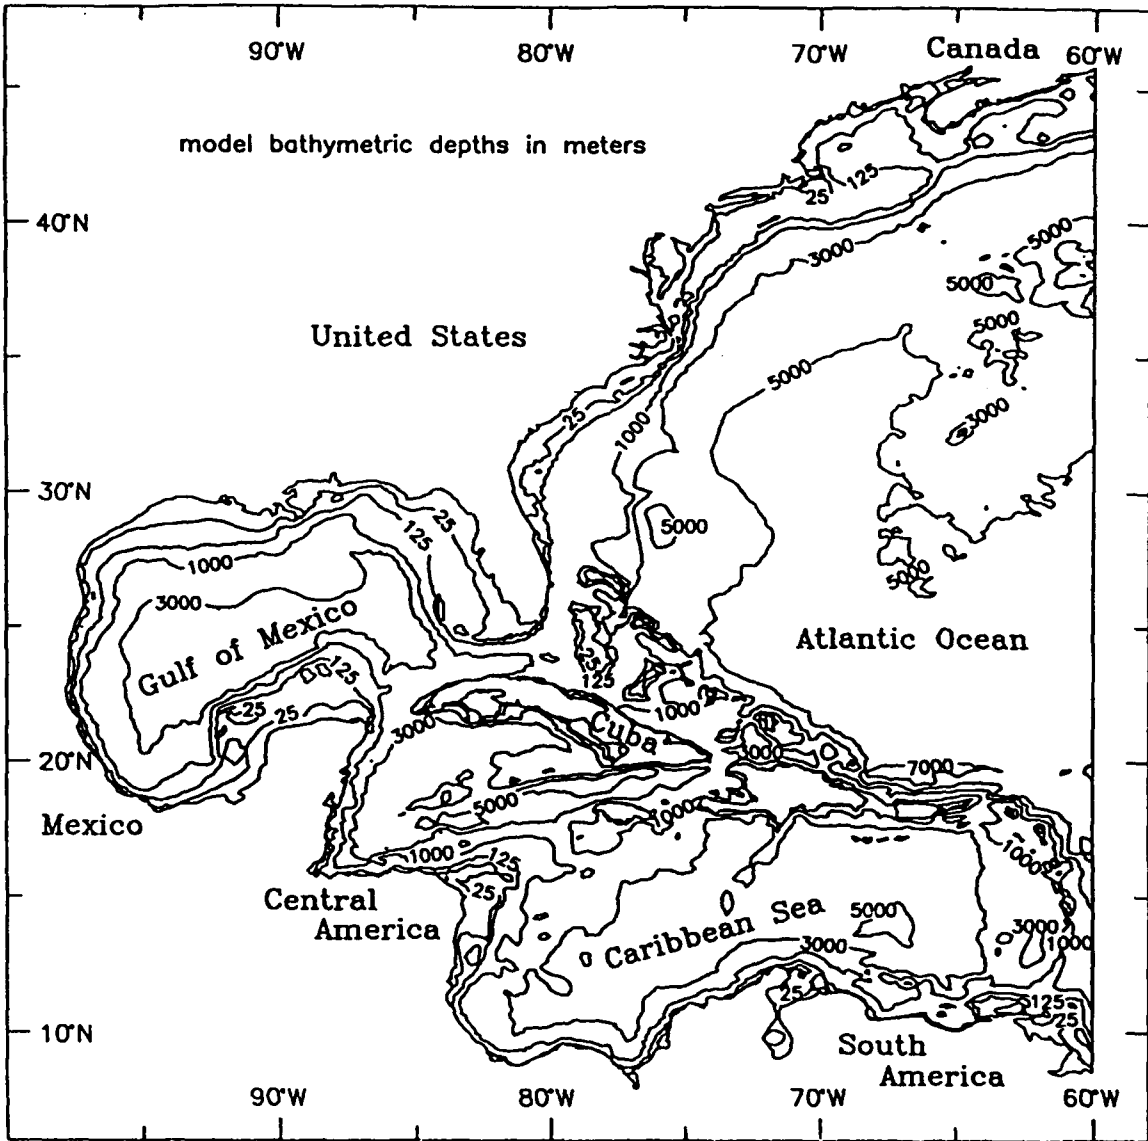 90°W 80°W 70°W 60°W
Canada
model bathymetric depths in meters
125
25
40°N
5000
3000
5000
United States
5000
5000
3000
25
1000
30°N
25
5000
125
1000
5000
3000
Gulf of Mexico
Atlantic Ocean
25
125
125
1000
25
25
3000
Cuba
3000
20°N
7000
5000
1000
Mexico
1000
1000
125
25
Central
America
Caribbean Sea
5000
3000
3000
1000
125
25
25
10°N
South
America
90°W 80°W 70°W 60°W